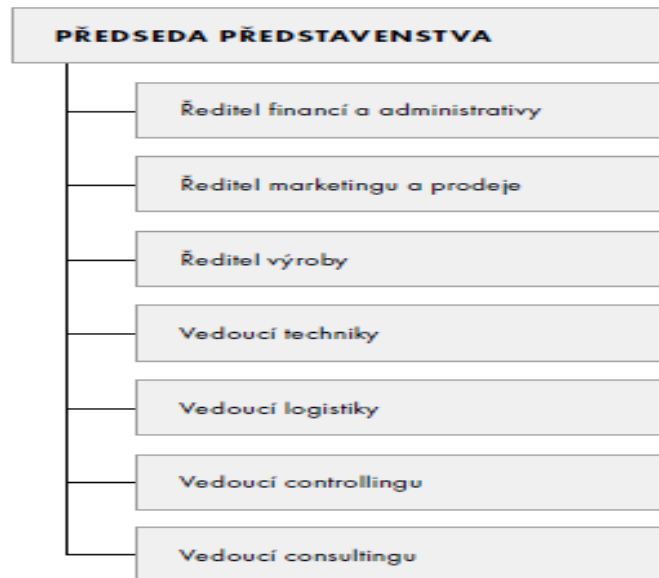 PŘEDSEDA PŘEDSTAVENSTVA
Ředitel financí a administrativy
Ředitel marketingu a prodeje
Ředitel výroby
Vedoucí techniky
Vedoucí logistiky
Vedoucí controllingu
Vedoucí consultingu